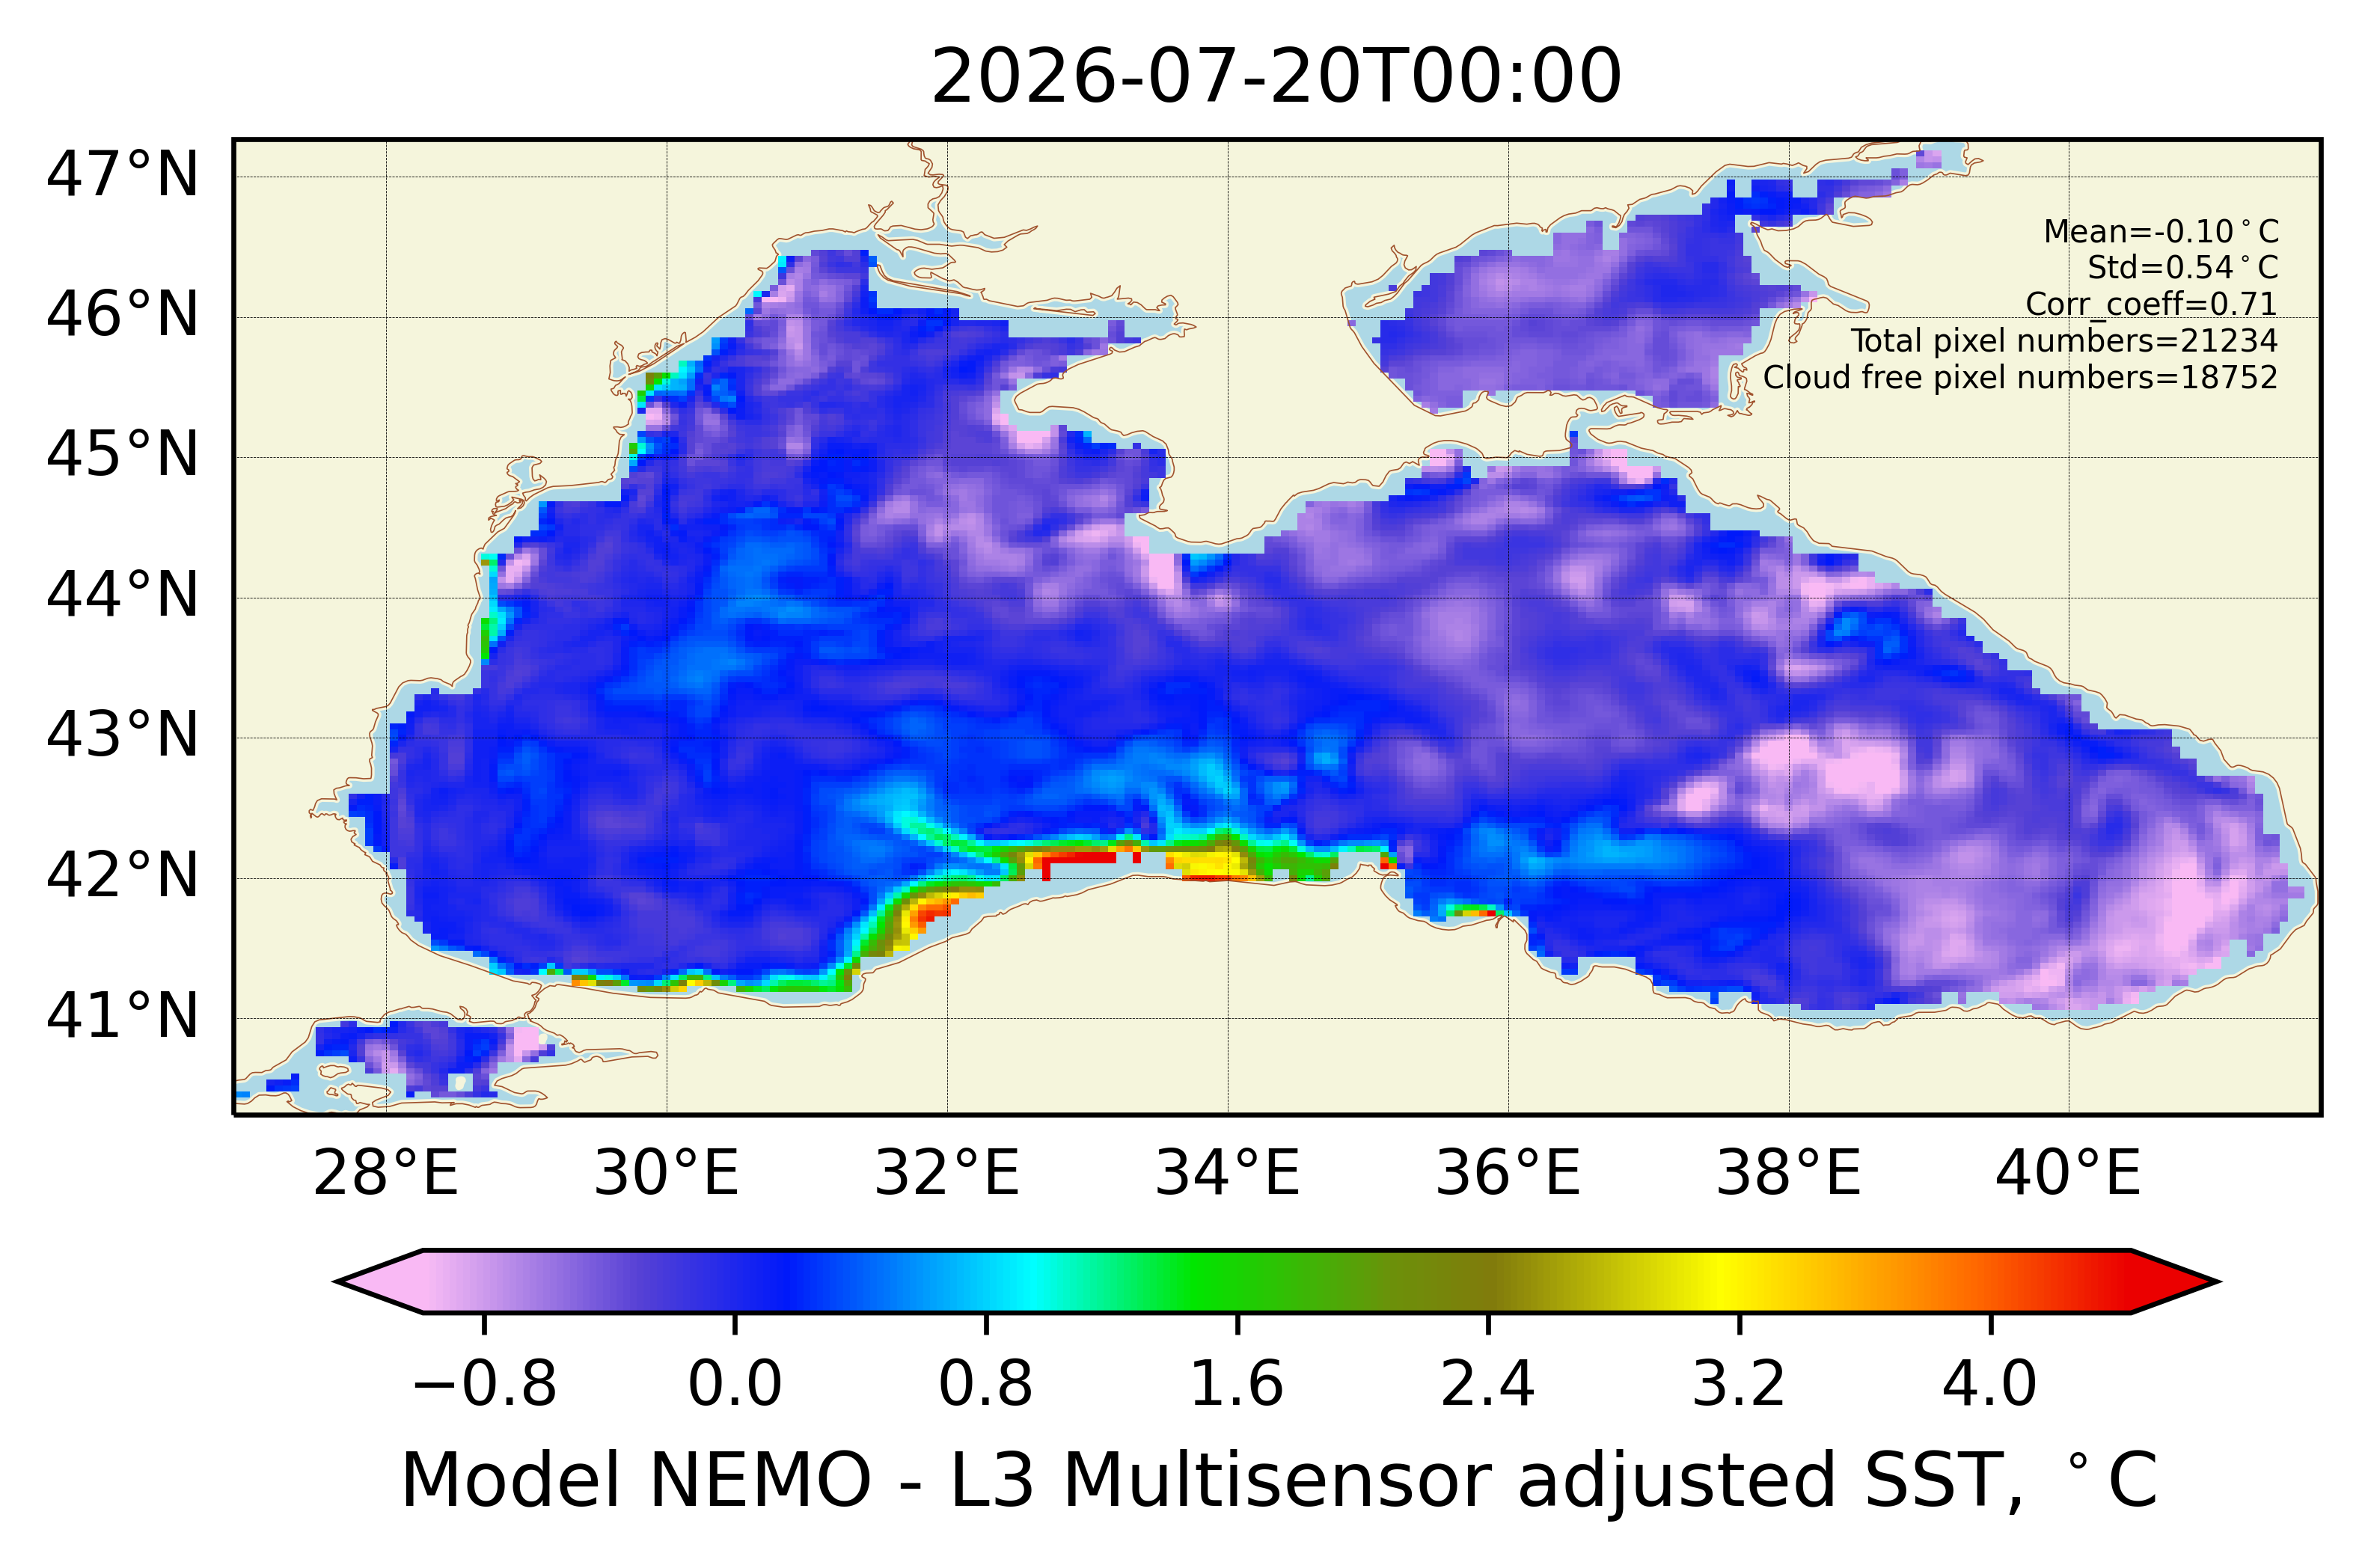 2026-07-20T00:00
47°N
46°N
45°N
44°N
43°N
42°N
41°N
Mean=-0.10°C
Std=0.54°C
Corr_coeff=0.71
Total pixel numbers=21234
Cloud free pixel numbers=18752
28°E 30°E 32°E 34°E 36°E 38°E 40°E
−0.8 0.0 0.8 1.6 2.4 3.2 4.0
Model NEMO - L3 Multisensor adjusted SST, °C